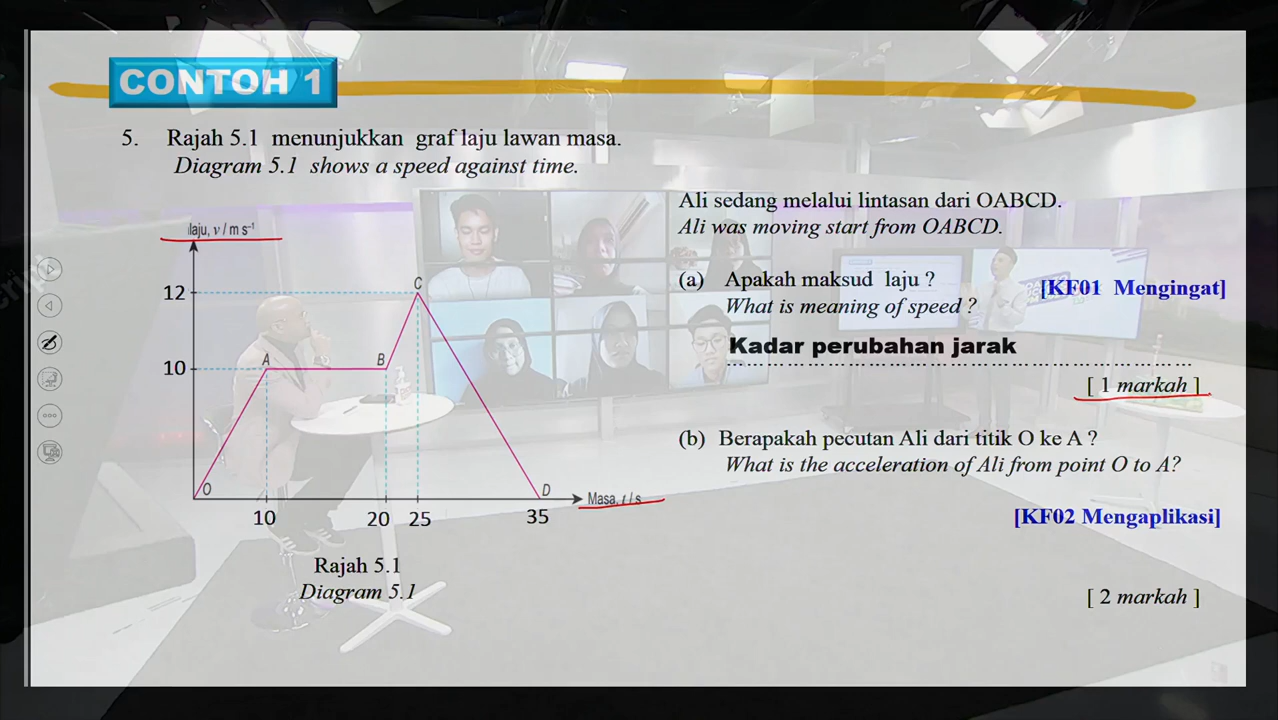 CONTOH 1
5. Rajah 5.1 menunjukkan graf laju lawan masa.
Diagram 5.1 shows a speed against time.
laju, v / m s⁻¹
12
10
O
A
B
C
D
10
20
25
35
Masa, t / s
Rajah 5.1
Diagram 5.1
Ali sedang melalui lintasan dari OABCD.
Ali was moving start from OABCD.
(a) Apakah maksud laju ?
What is meaning of speed ?
[KF01 Mengingat]
Kadar perubahan jarak
[ 1 markah ]
(b) Berapakah pecutan Ali dari titik O ke A ?
What is the acceleration of Ali from point O to A?
[KF02 Mengaplikasi]
[ 2 markah ]